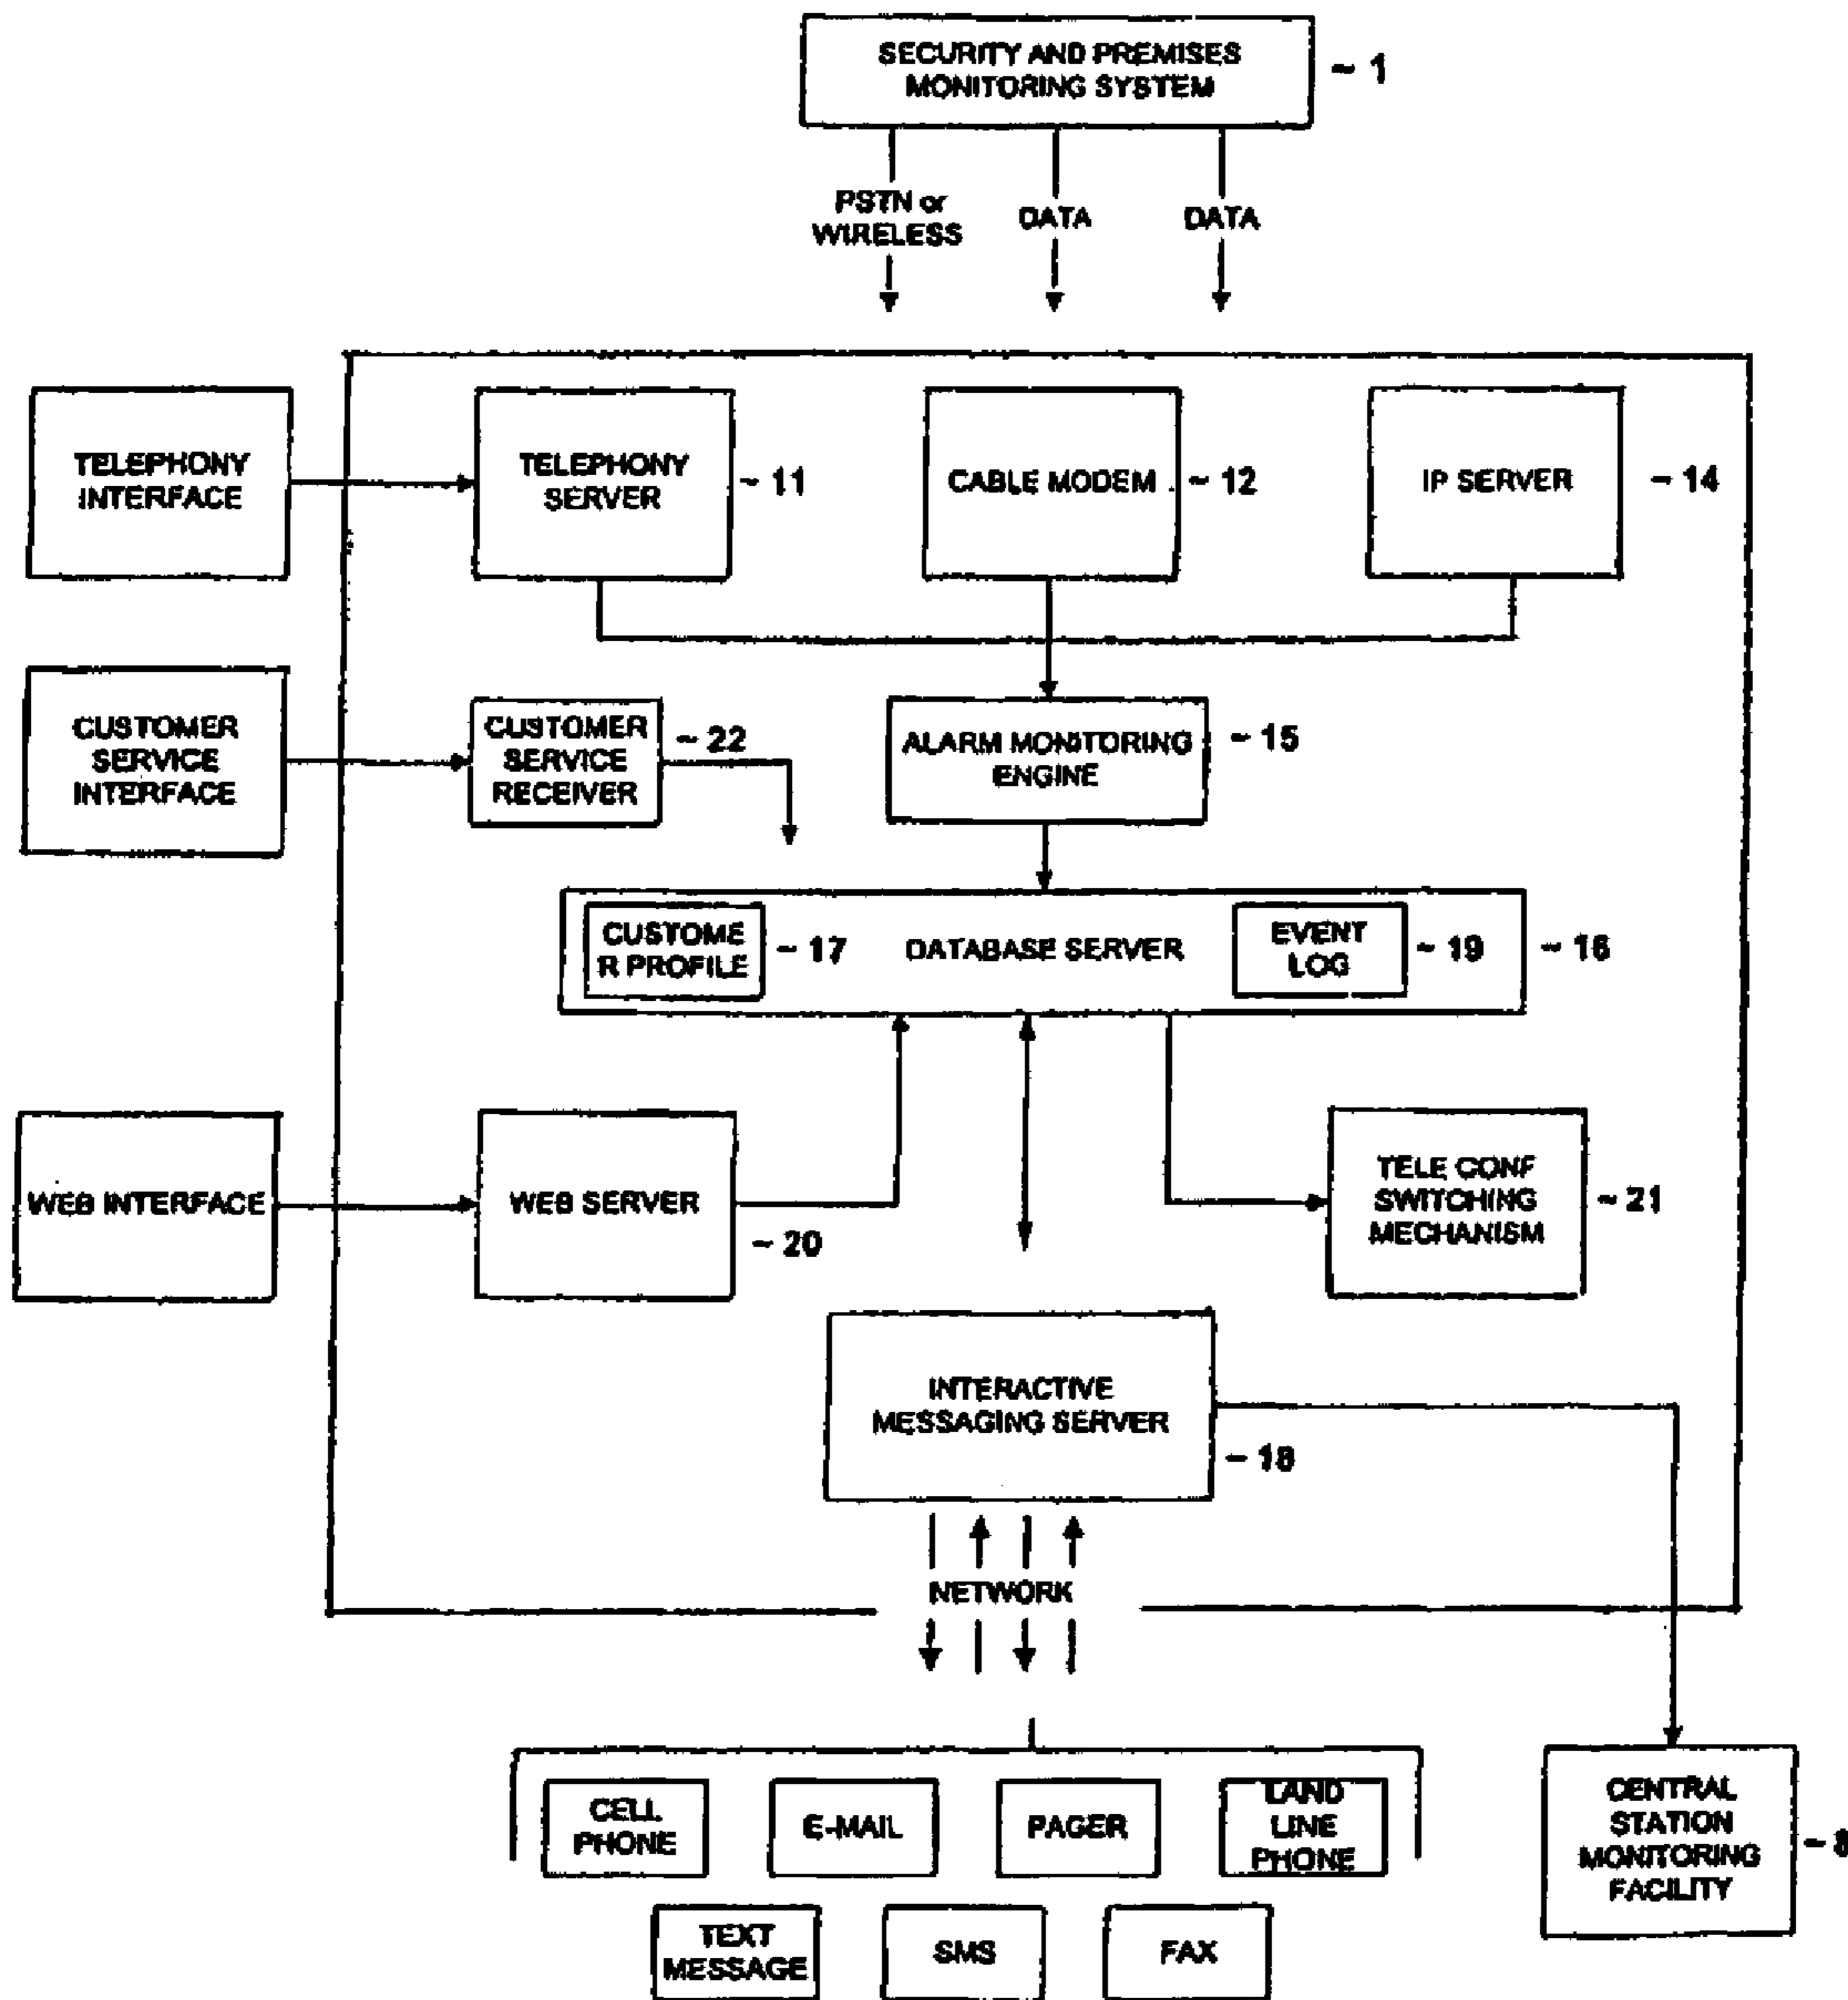 SECURITY AND PREMISES
MONITORING SYSTEM
~ 1
PSTN or
WIRELESS
DATA
DATA
TELEPHONY
INTERFACE
TELEPHONY
SERVER
~ 11
CABLE MODEM
~ 12
IP SERVER
~ 14
CUSTOMER
SERVICE
INTERFACE
CUSTOMER
SERVICE
RECEIVER
~ 22
ALARM MONITORING
ENGINE
~ 15
CUSTOME
R PROFILE
~ 17
DATABASE SERVER
EVENT
LOG
~ 19
~ 16
WEB INTERFACE
WEB SERVER
~ 20
TELE CONF
SWITCHING
MECHANISM
~ 21
INTERACTIVE
MESSAGING SERVER
~ 18
NETWORK
CELL
PHONE
E-MAIL
PAGER
LAND
LINE
PHONE
CENTRAL
STATION
MONITORING
FACILITY
~ 8
TEXT
MESSAGE
SMS
FAX